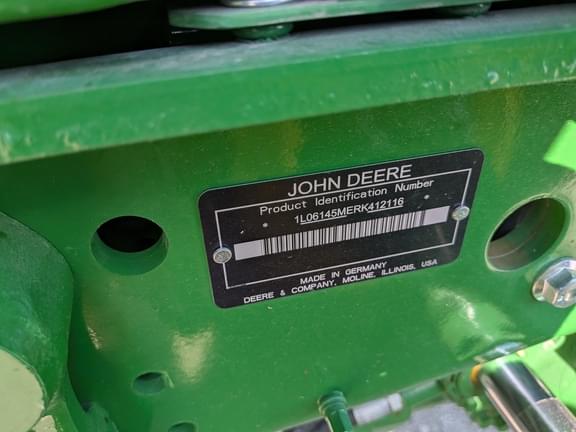 JOHN DEERE
Product Identification Number
*1L06145MERK412116*
MADE IN GERMANY
DEERE & COMPANY, MOLINE, ILLINOIS, USA